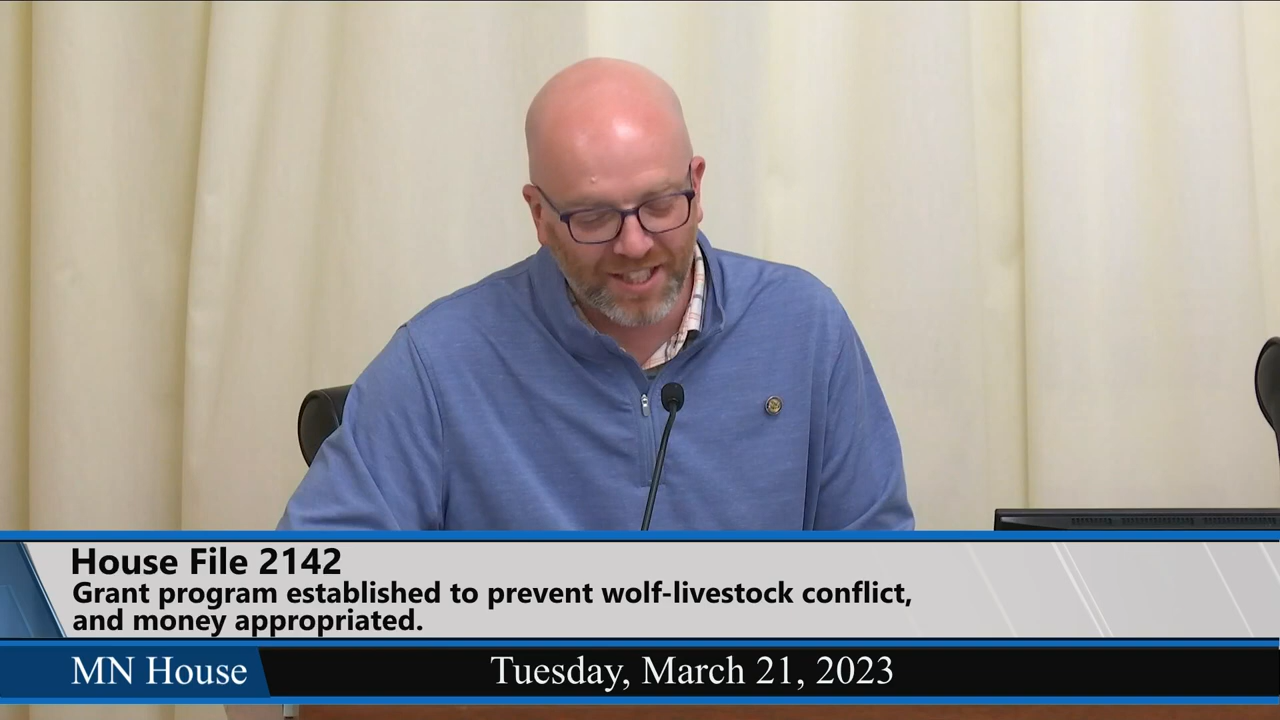 House File 2142
Grant program established to prevent wolf-livestock conflict,
and money appropriated.
MN House
Tuesday, March 21, 2023